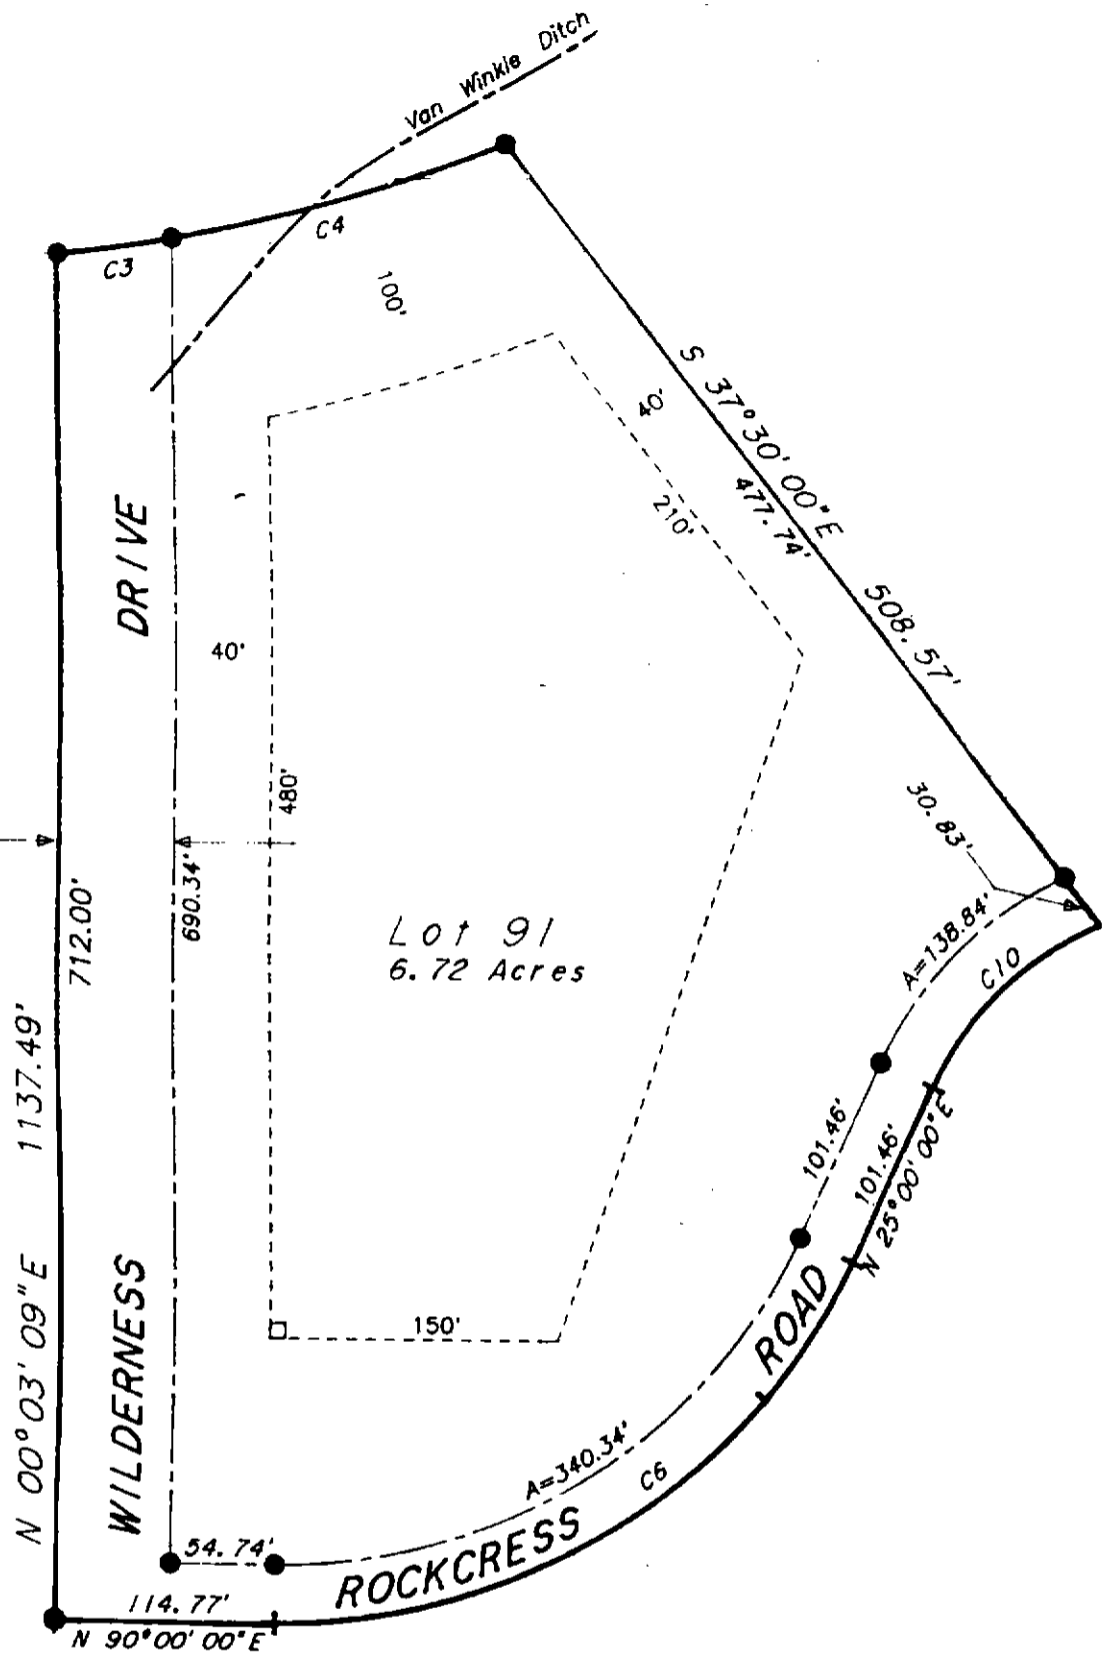 Van Winkle Ditch
C3
C4
100'
S 37°30'00"E
477.74'
508.57'
40'
210'
DRIVE
40'
480'
30.83'
690.34'
712.00'
Lot 91
6.72 Acres
A=138.84'
C10
N 00°03'09"E 1137.49'
101.46'
101.46'
N 25°00'00"E
WILDERNESS
150'
ROAD
A=340.34'
C6
54.74'
ROCKCRESS
114.77'
N 90°00'00"E